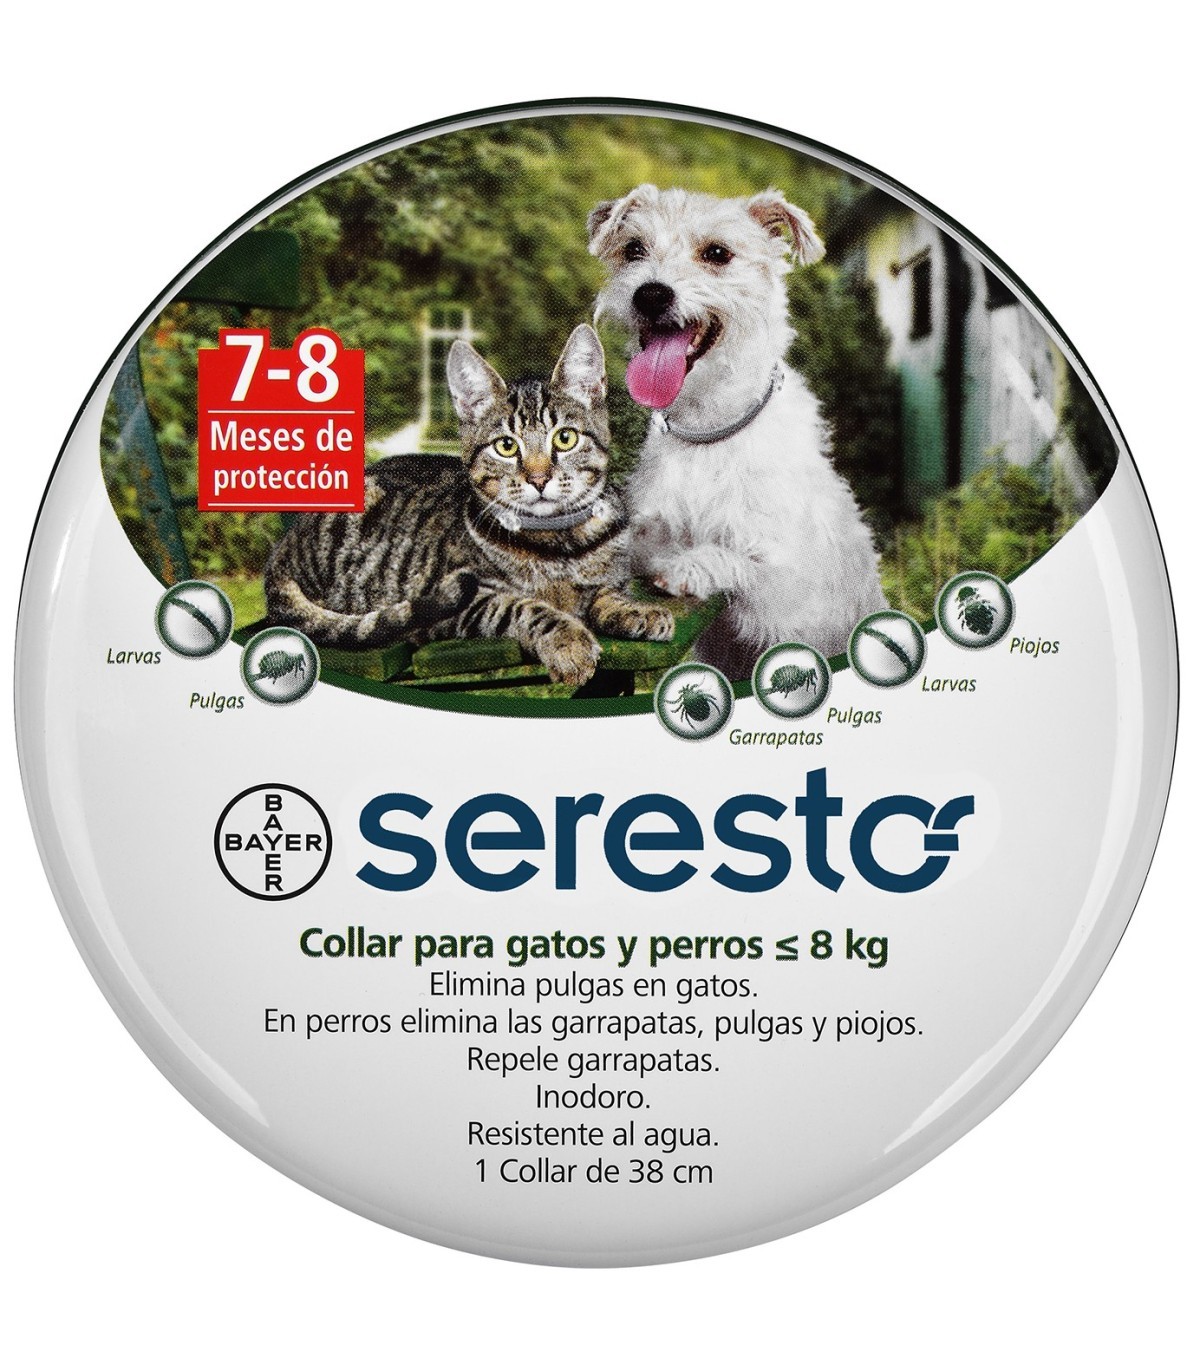 7-8
Meses de
protección
Larvas
Pulgas
Garrapatas
Pulgas
Larvas
Piojos
BAYER
BAYER
seresto
Collar para gatos y perros ≤ 8 kg
Elimina pulgas en gatos.
En perros elimina las garrapatas, pulgas y piojos.
Repele garrapatas.
Inodoro.
Resistente al agua.
1 Collar de 38 cm